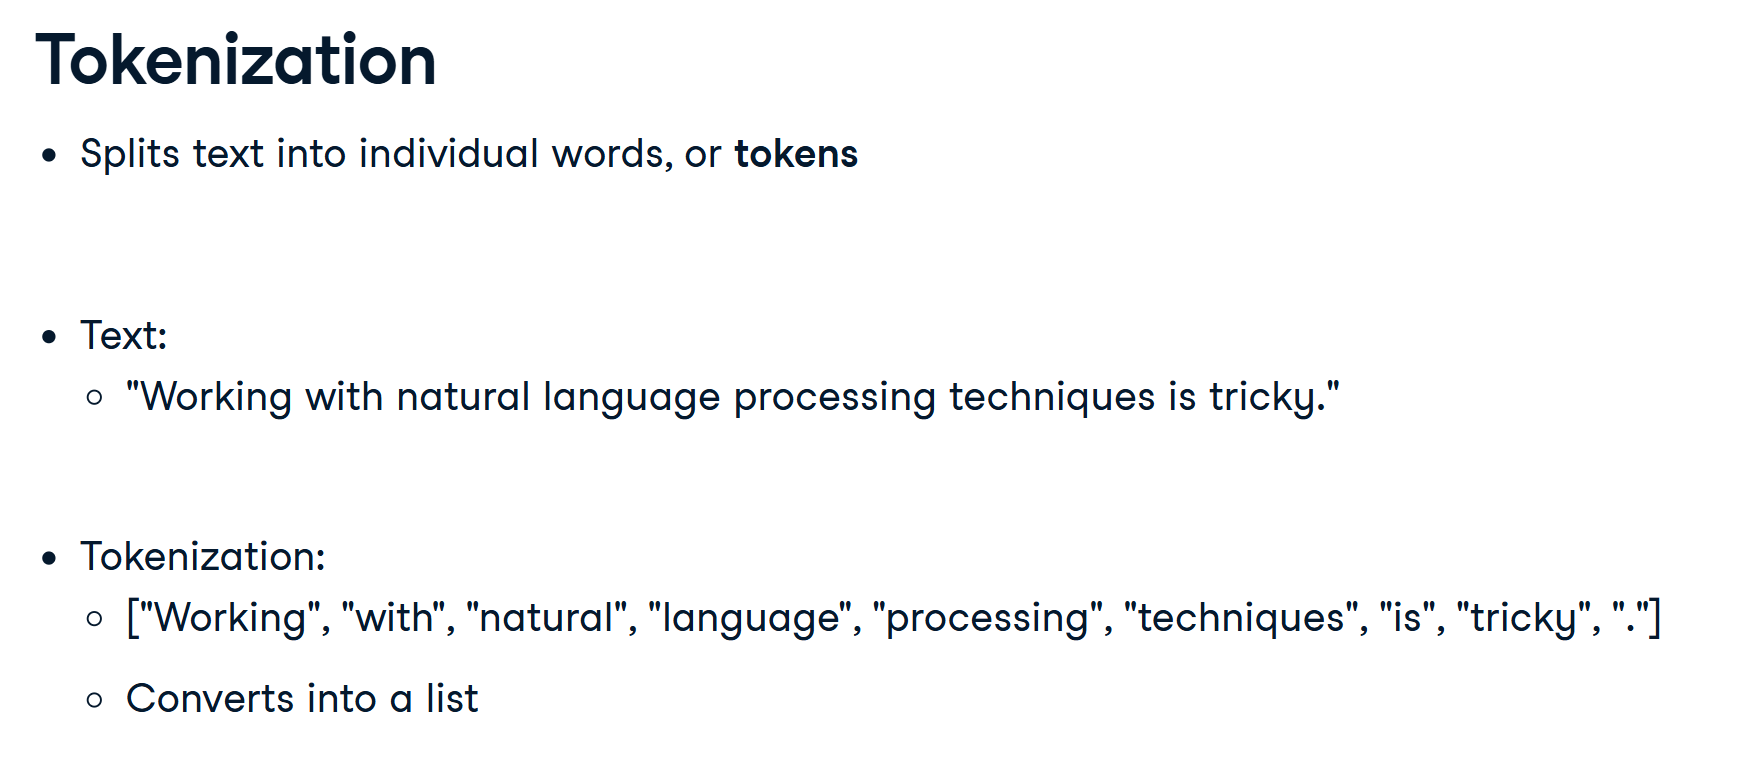 Tokenization
• Splits text into individual words, or tokens
• Text:
○ "Working with natural language processing techniques is tricky."
• Tokenization:
○ ["Working", "with", "natural", "language", "processing", "techniques", "is", "tricky", "."]
○ Converts into a list